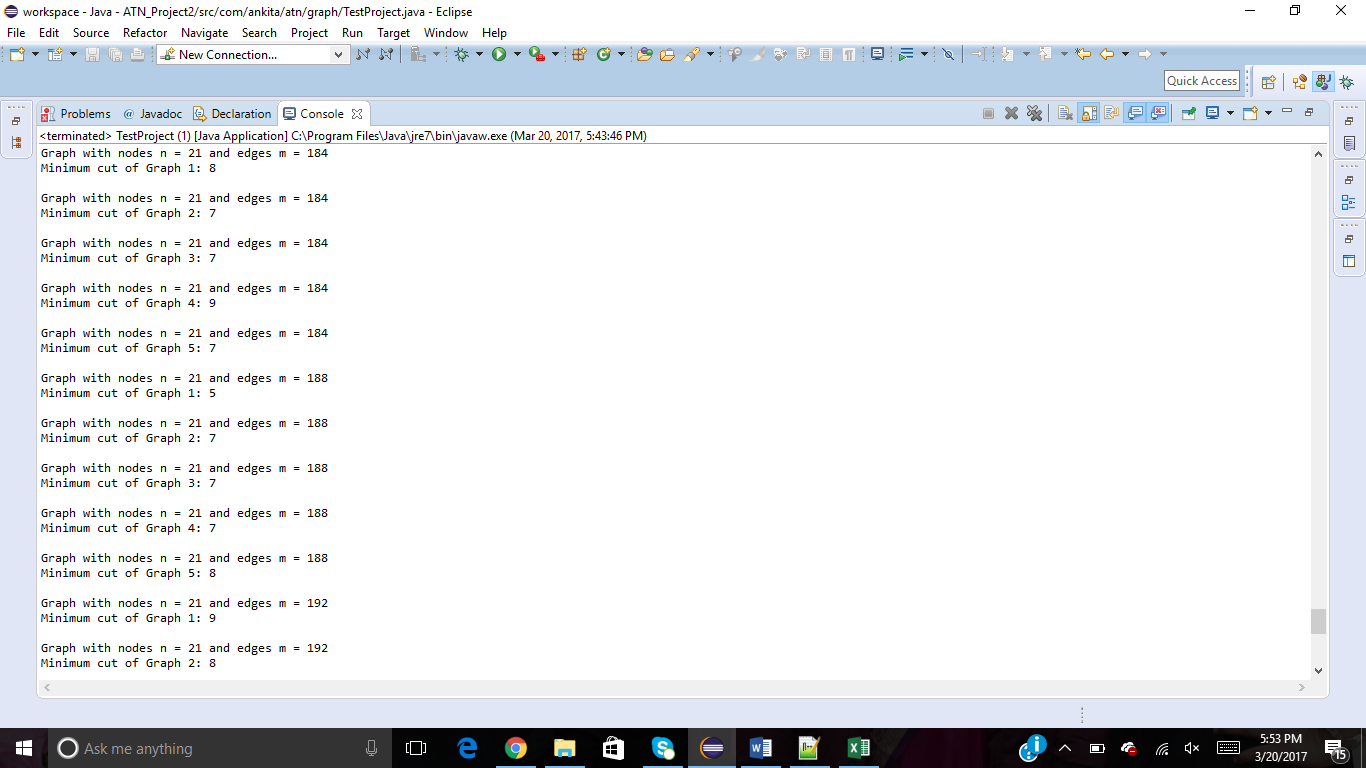 workspace - Java - ATN_Project2/src/com/ankita/atn/graph/TestProject.java - Eclipse
File Edit Source Refactor Navigate Search Project Run Target Window Help
New Connection...
Quick Access
Problems @ Javadoc Declaration Console
<terminated> TestProject (1) [Java Application] C:\Program Files\Java\jre7\bin\javaw.exe (Mar 20, 2017, 5:43:46 PM)
Graph with nodes n = 21 and edges m = 184
Minimum cut of Graph 1: 8
Graph with nodes n = 21 and edges m = 184
Minimum cut of Graph 2: 7
Graph with nodes n = 21 and edges m = 184
Minimum cut of Graph 3: 7
Graph with nodes n = 21 and edges m = 184
Minimum cut of Graph 4: 9
Graph with nodes n = 21 and edges m = 184
Minimum cut of Graph 5: 7
Graph with nodes n = 21 and edges m = 188
Minimum cut of Graph 1: 5
Graph with nodes n = 21 and edges m = 188
Minimum cut of Graph 2: 7
Graph with nodes n = 21 and edges m = 188
Minimum cut of Graph 3: 7
Graph with nodes n = 21 and edges m = 188
Minimum cut of Graph 4: 7
Graph with nodes n = 21 and edges m = 188
Minimum cut of Graph 5: 8
Graph with nodes n = 21 and edges m = 192
Minimum cut of Graph 1: 9
Graph with nodes n = 21 and edges m = 192
Minimum cut of Graph 2: 8
Ask me anything
5:53 PM
3/20/2017
15